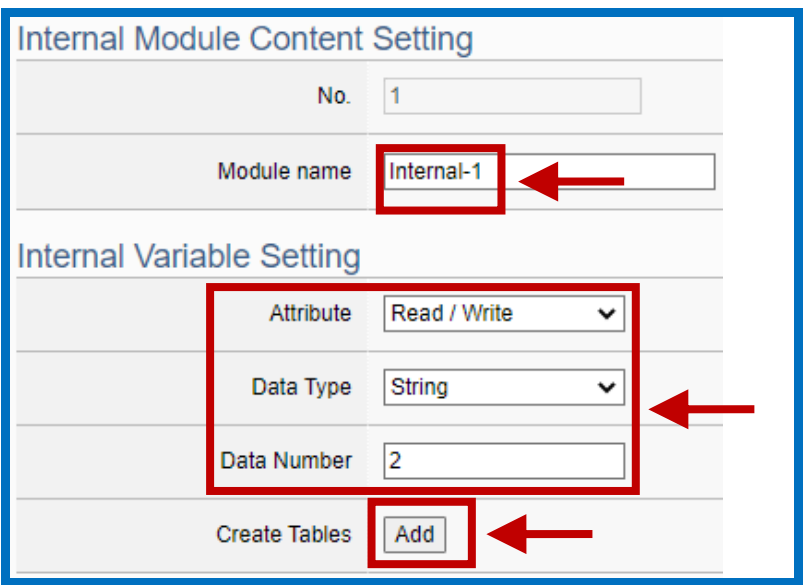 Internal Module Content Setting
No. 1
Module name Internal-1
Internal Variable Setting
Attribute Read / Write
Data Type String
Data Number 2
Create Tables Add